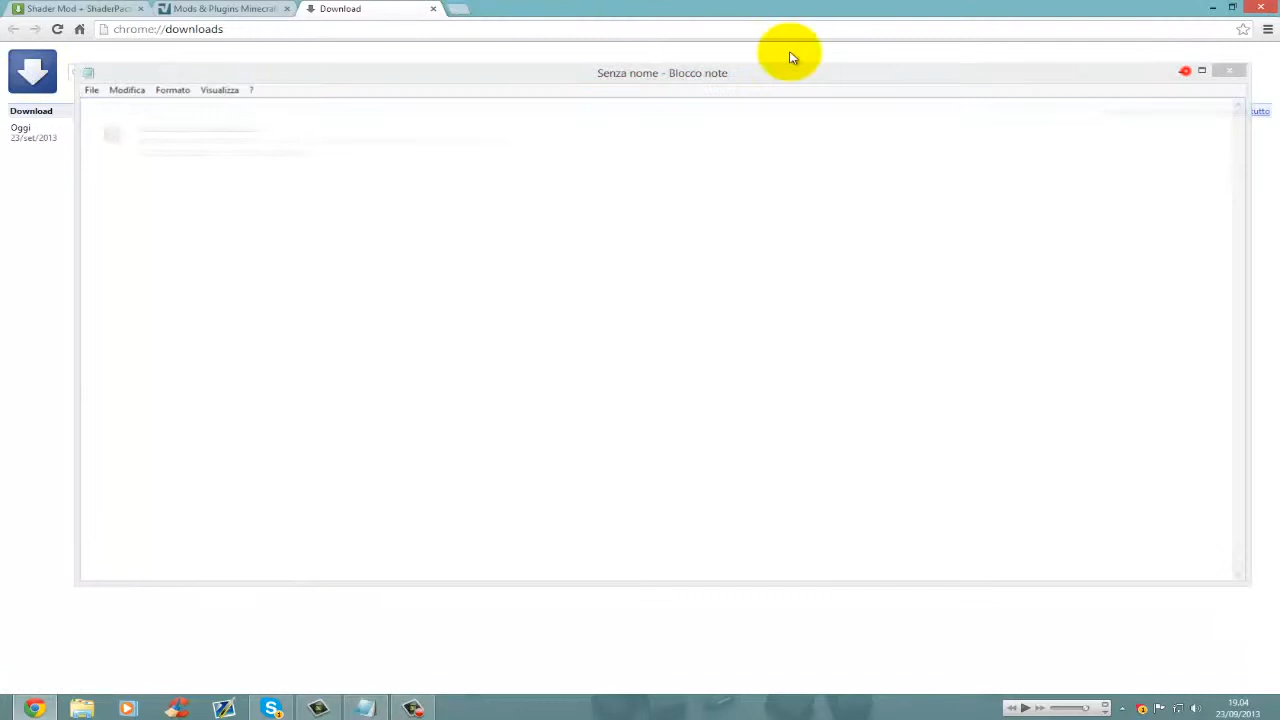 Shader Mod + ShaderPac
Mods & Plugins Minecraf
Download
chrome://downloads
Senza nome - Blocco note
File Modifica Formato Visualizza ?
Download
tutto
Oggi
23/set/2013
19.04
23/09/2013